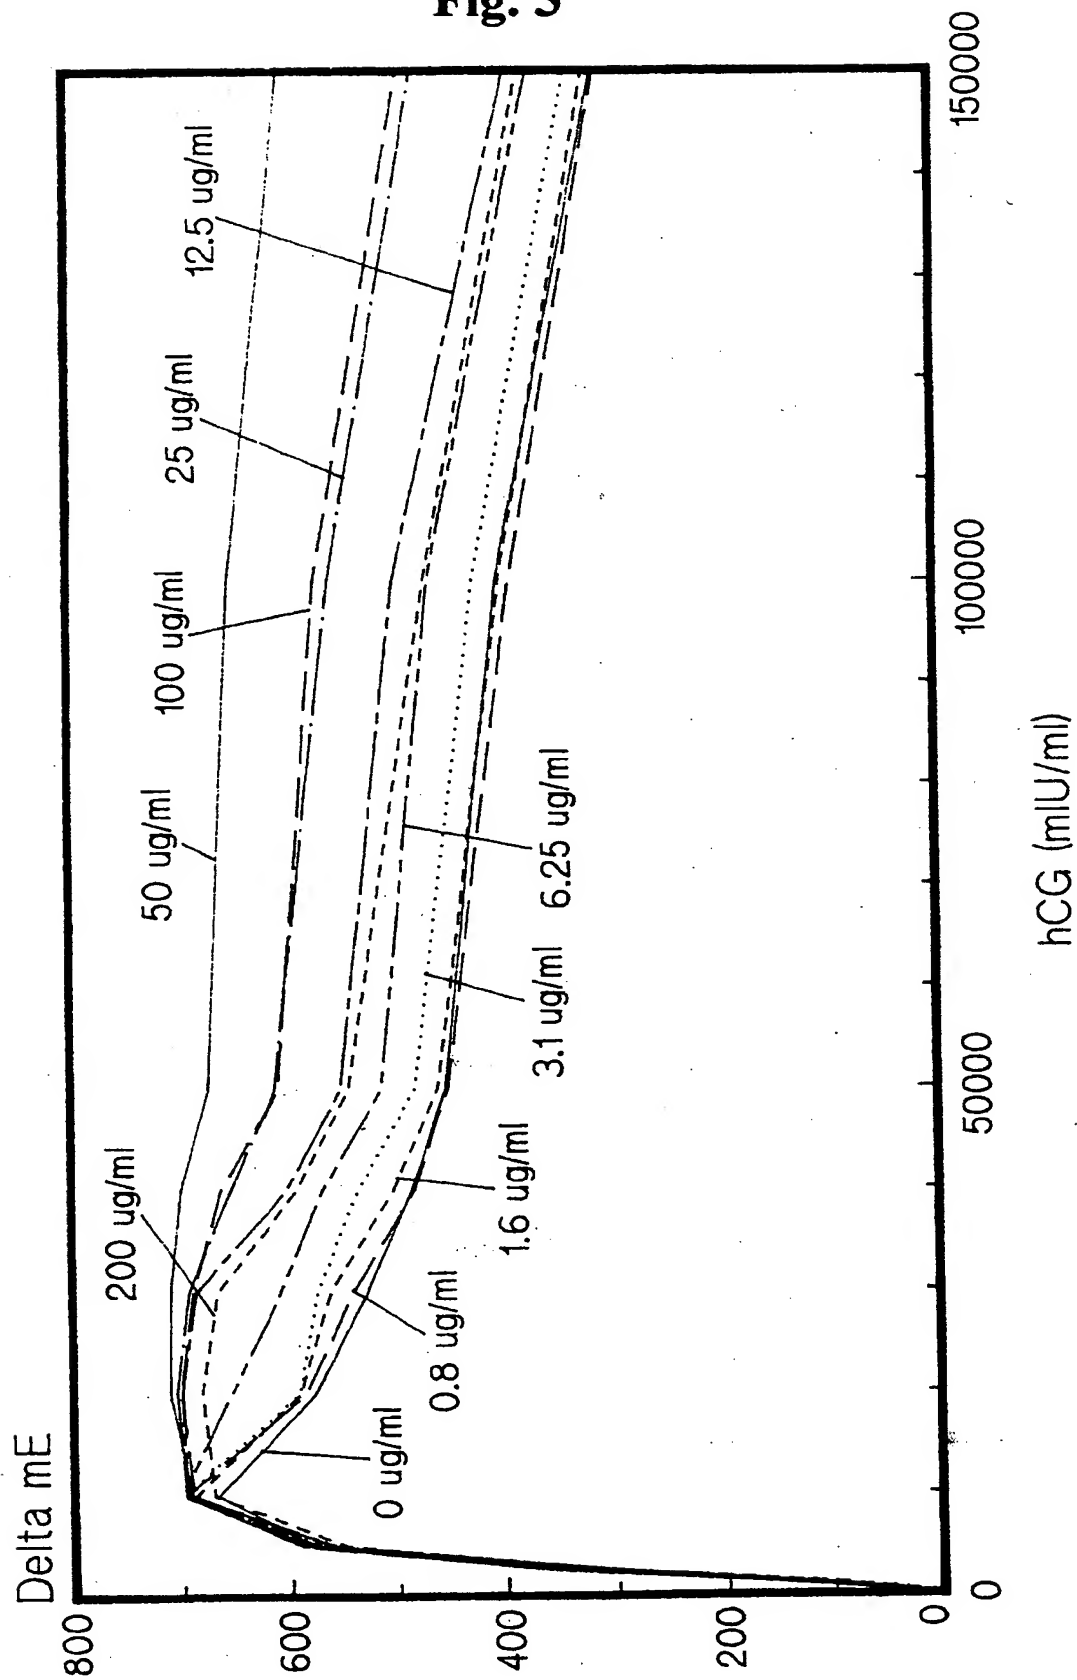 Fig. 3
Delta mE
800
600
400
200
0
0
50000
100000
150000
hCG (mIU/ml)
200 ug/ml
50 ug/ml
100 ug/ml
25 ug/ml
12.5 ug/ml
0 ug/ml
0.8 ug/ml
1.6 ug/ml
3.1 ug/ml
6.25 ug/ml